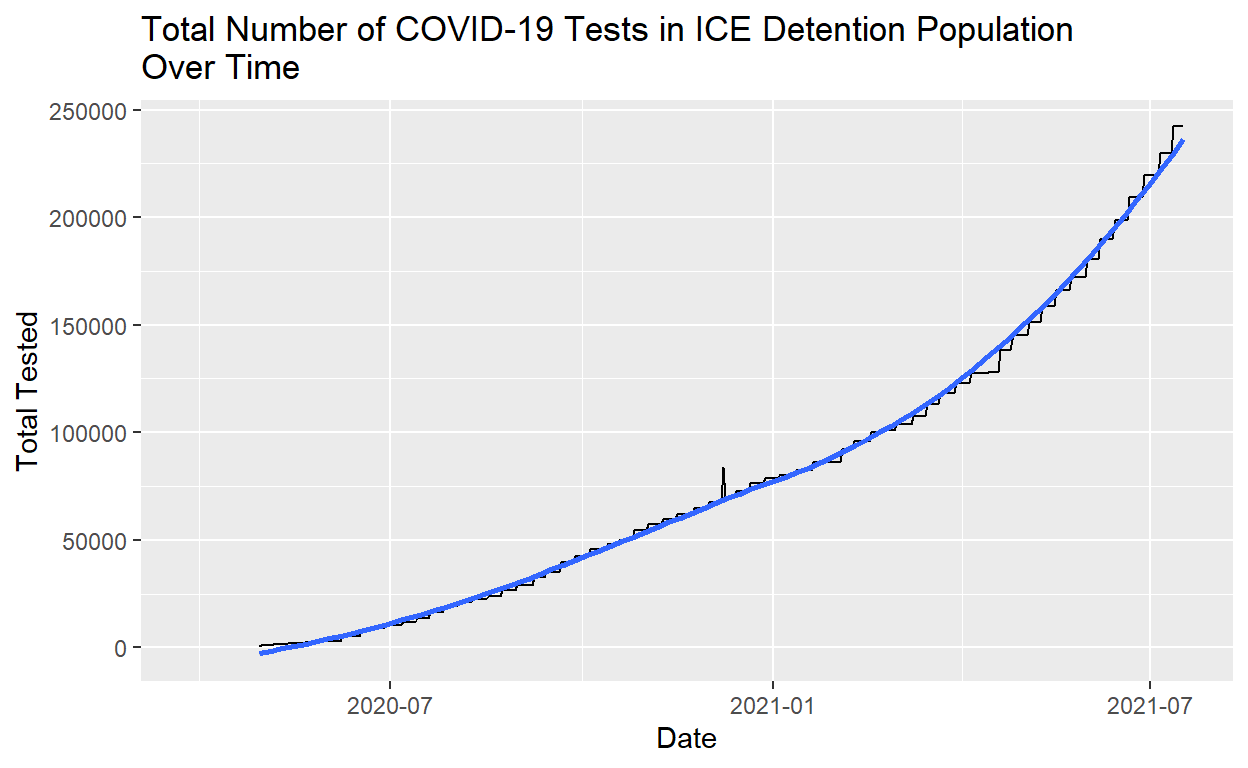 Total Number of COVID-19 Tests in ICE Detention Population
Over Time
250000
200000
150000
100000
50000
0
Total Tested
2020-07
2021-01
2021-07
Date